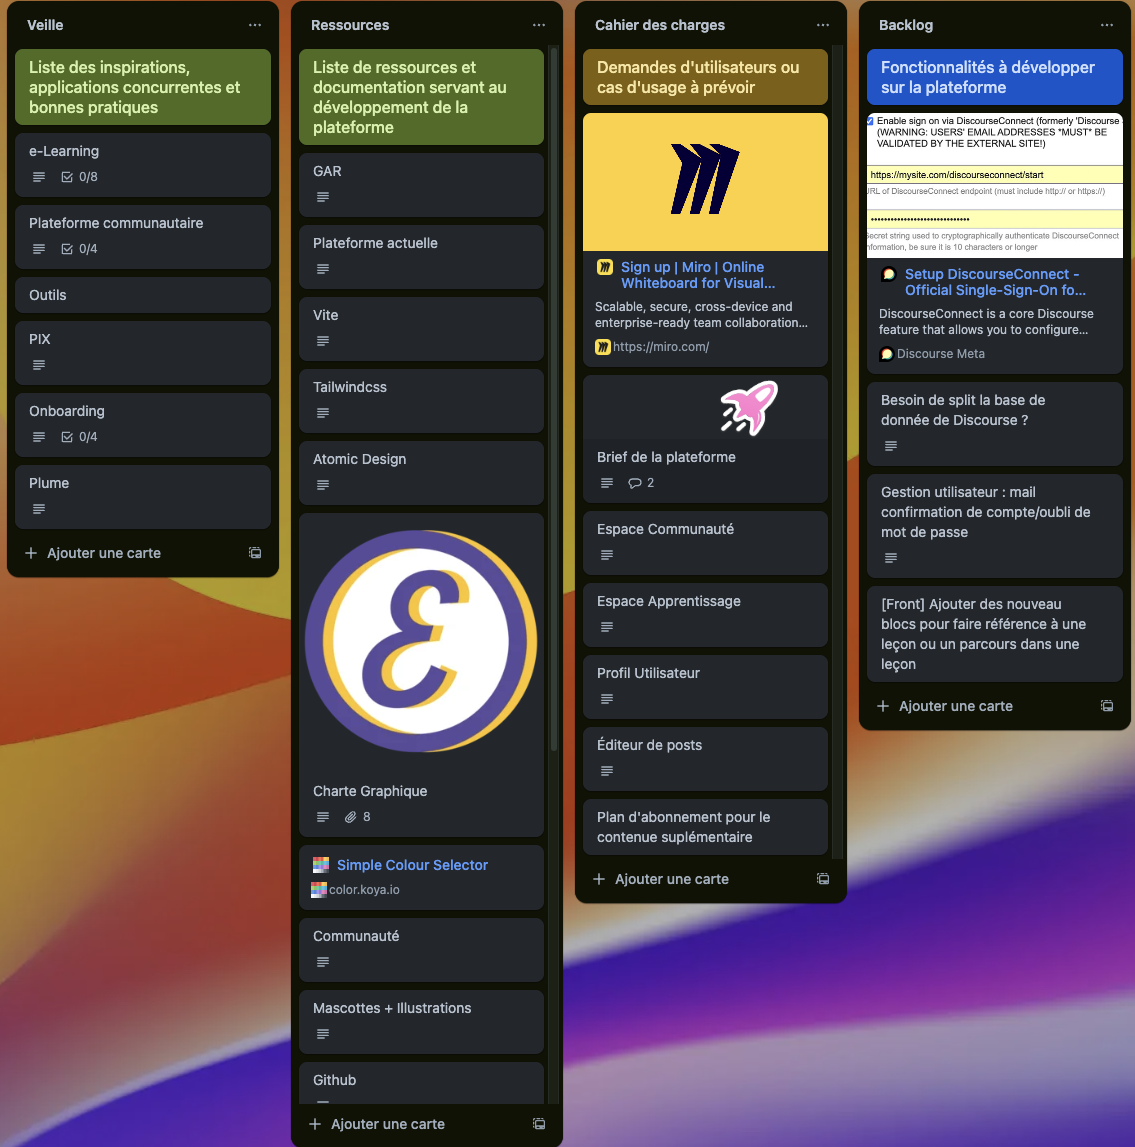 Veille
Liste des inspirations,
applications concurrentes et
bonnes pratiques
e-Learning
0/8
Plateforme communautaire
0/4
Outils
PIX
Onboarding
0/4
Plume
Ajouter une carte
Ressources
Liste de ressources et
documentation servant au
développement de la
plateforme
GAR
Plateforme actuelle
Vite
Tailwindcss
Atomic Design
Charte Graphique
8
Simple Colour Selector
color.koya.io
Communauté
Mascottes + Illustrations
Github
Ajouter une carte
Cahier des charges
Demandes d'utilisateurs ou
cas d'usage à prévoir
Sign up | Miro | Online
Whiteboard for Visual...
Scalable, secure, cross-device and
enterprise-ready team collaboration...
https://miro.com/
Brief de la plateforme
2
Espace Communauté
Espace Apprentissage
Profil Utilisateur
Éditeur de posts
Plan d'abonnement pour le
contenue suplémentaire
Ajouter une carte
Backlog
Fonctionnalités à développer
sur la plateforme
Enable sign on via DiscourseConnect (formerly 'Discourse
(WARNING: USERS' EMAIL ADDRESSES *MUST* BE
VALIDATED BY THE EXTERNAL SITE!)
https://mysite.com/discourseconnect/start
URL of DiscourseConnect endpoint (must include http:// or https://)
Secret string used to cryptographically authenticate DiscourseConnect
nformation, be sure it is 10 characters or longer
Setup DiscourseConnect -
Official Single-Sign-On fo...
DiscourseConnect is a core Discourse
feature that allows you to configure...
Discourse Meta
Besoin de split la base de
donnée de Discourse ?
Gestion utilisateur : mail
confirmation de compte/oubli de
mot de passe
[Front] Ajouter des nouveau
blocs pour faire référence à une
leçon ou un parcours dans une
leçon
Ajouter une carte